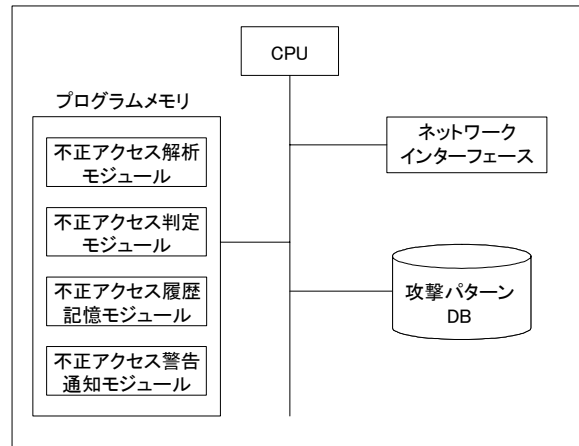 CPU
プログラムメモリ
不正アクセス解析
モジュール
不正アクセス判定
モジュール
不正アクセス履歴
記憶モジュール
不正アクセス警告
通知モジュール
ネットワーク
インターフェース
攻撃パターン
DB